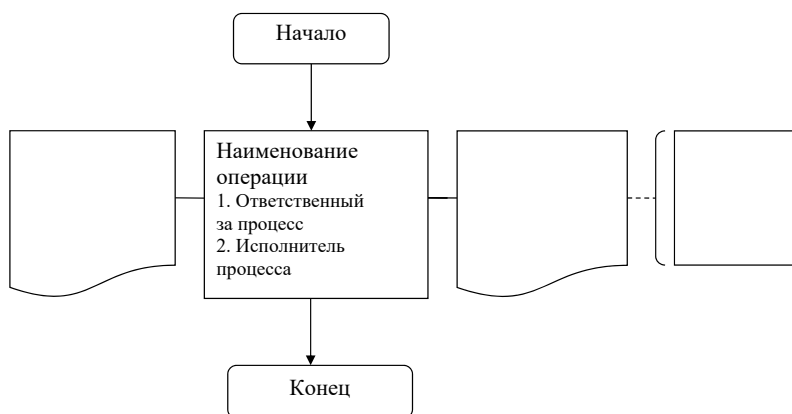 Начало
Наименование
операции
1. Ответственный
за процесс
2. Исполнитель
процесса
Конец